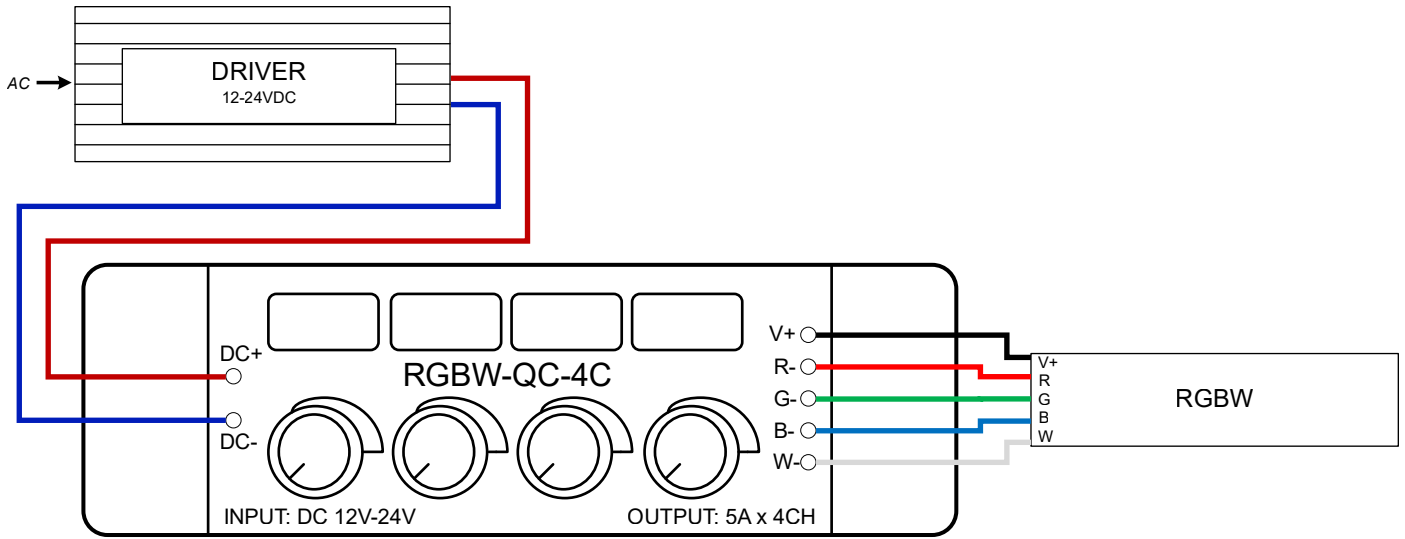 DRIVER
12-24VDC
AC
DC+
DC-
RGBW-QC-4C
INPUT: DC 12V-24V
OUTPUT: 5A x 4CH
V+
R-
G-
B-
W-
V+
R
G
B
W
RGBW